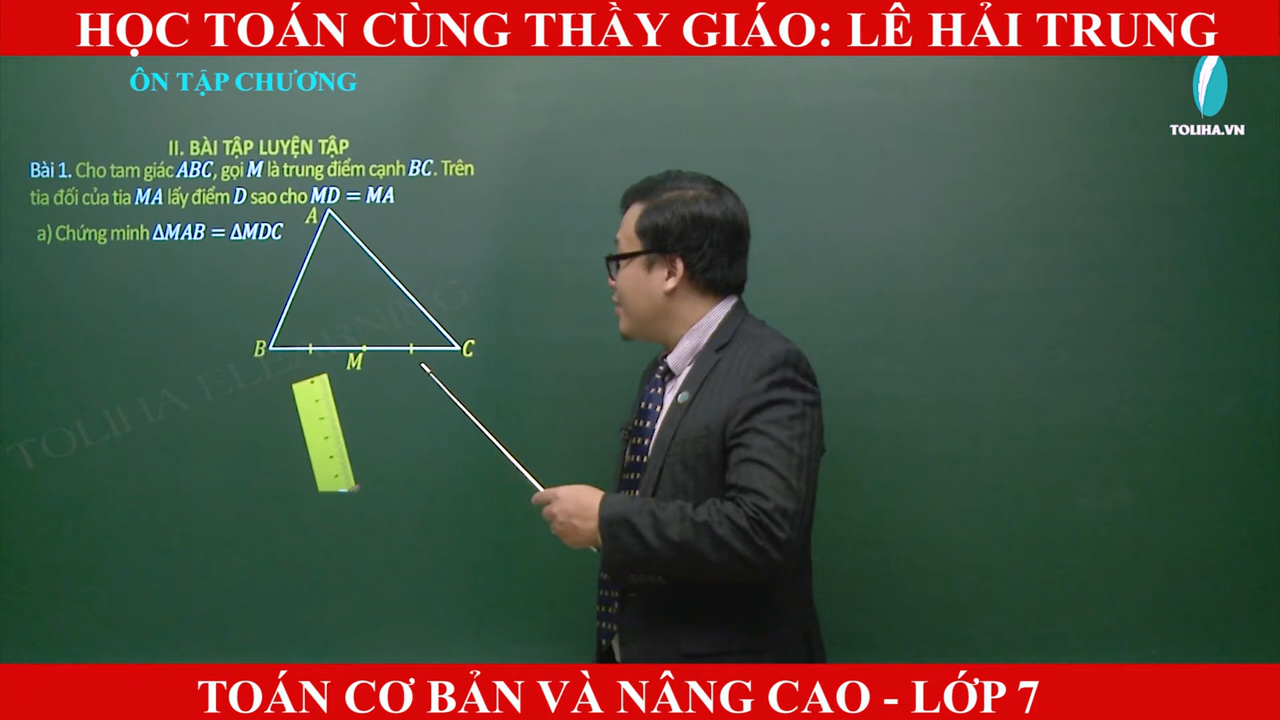 HỌC TOÁN CÙNG THẦY GIÁO: LÊ HẢI TRUNG
ÔN TẬP CHƯƠNG
TOLIHA.VN
II. BÀI TẬP LUYỆN TẬP
Bài 1. Cho tam giác ABC, gọi M là trung điểm cạnh BC. Trên
tia đối của tia MA lấy điểm D sao cho MD = MA
a) Chứng minh ΔMAB = ΔMDC
A
B
M
C
TOLIHA ELEARNING
TOÁN CƠ BẢN VÀ NÂNG CAO - LỚP 7